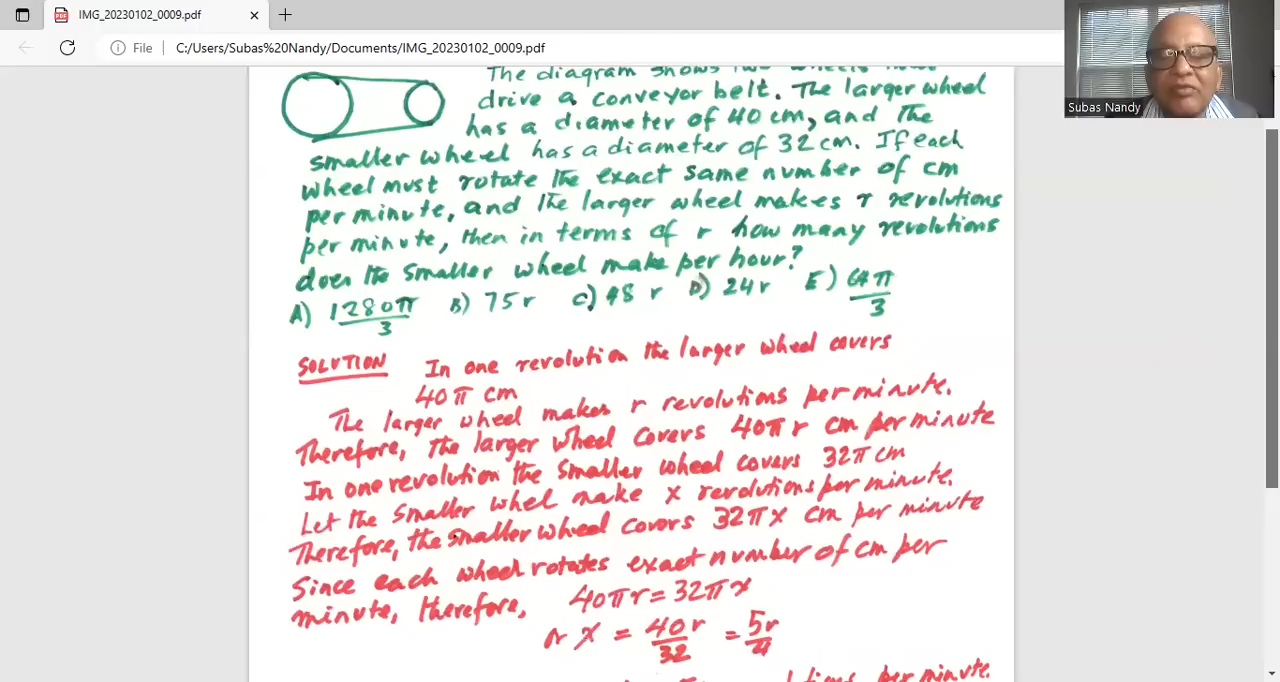 IMG_20230102_0009.pdf
File
C:/Users/Subas%20Nandy/Documents/IMG_20230102_0009.pdf
Subas Nandy
The diagram shows two wheels
drive a conveyor belt. The larger wheel
has a diameter of 40 cm, and the
smaller wheel has a diameter of 32 cm. If each
wheel must rotate the exact same number of cm
per minute, and the larger wheel makes r revolutions
per minute, then in terms of r how many revolutions
does the smaller wheel make per hour?
A) 1280π/3 B) 75r C) 48 r D) 24r E) 64π/3
SOLUTION In one revolution the larger wheel covers
40π cm
The larger wheel makes r revolutions per minute.
Therefore, the larger wheel covers 40π r cm per minute
In one revolution the smaller wheel covers 32π cm
Let the smaller whel make x revolutions per minute.
Therefore, the smaller wheel covers 32πx cm per minute
Since each wheel rotates exact number of cm per
minute, therefore, 40πr = 32πx
or x = 40r/32 = 5r/4
per minute.